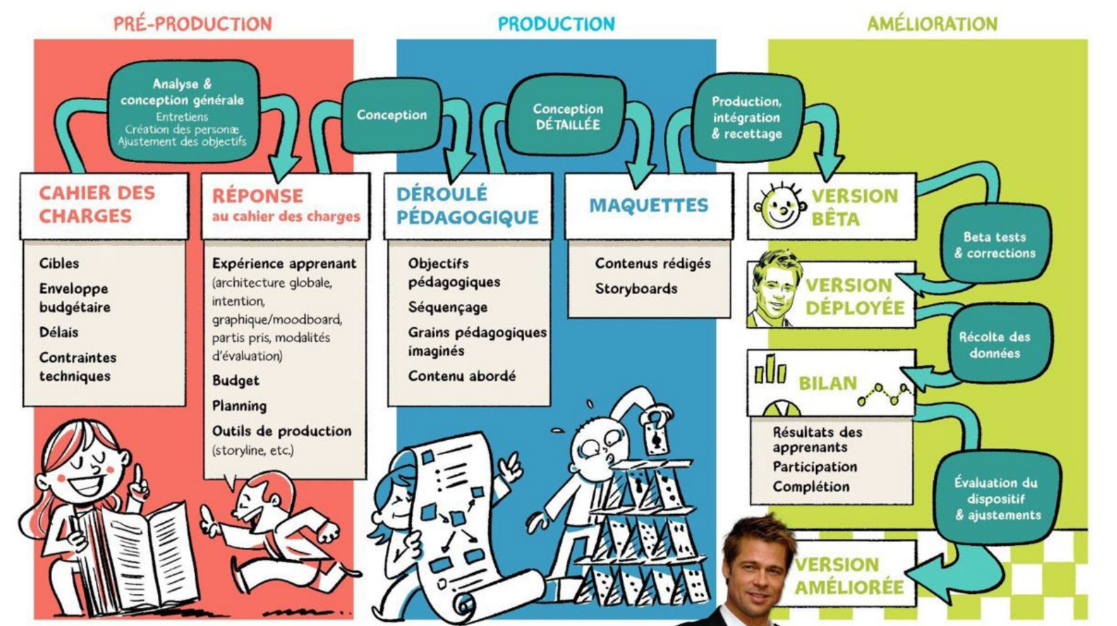 PRÉ-PRODUCTION
Analyse &
conception générale
Entretiens
Création des personæ
Ajustement des objectifs
CAHIER DES
CHARGES
Cibles
Enveloppe
budgétaire
Délais
Contraintes
techniques
RÉPONSE
au cahier des charges
Expérience apprenant
(architecture globale,
intention,
graphique/moodboard,
partis pris, modalités
d'évaluation)
Budget
Planning
Outils de production
(storyline, etc.)
PRODUCTION
Conception
DÉROULÉ
PÉDAGOGIQUE
Objectifs
pédagogiques
Séquençage
Grains pédagogiques
imaginés
Contenu abordé
Conception
DÉTAILLÉE
MAQUETTES
Contenus rédigés
Storyboards
Production,
intégration
& recettage
AMÉLIORATION
VERSION
BÊTA
Beta tests
& corrections
VERSION
DÉPLOYÉE
Récolte des
données
BILAN
Résultats des
apprenants
Participation
Complétion
Évaluation du
dispositif
& ajustements
VERSION
AMÉLIORÉE